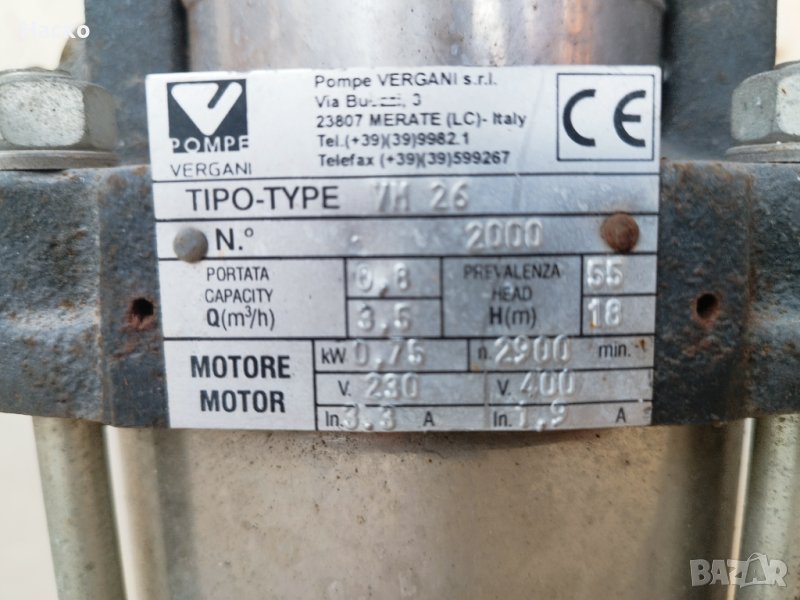 Hacko
POMPE
VERGANI
Pompe VERGANI s.r.l.
Via 3
23807 MERATE (LC)- Italy
Tel.(+39)(39)9982.1
Telefax (+39)(39)599267
CE
TIPO-TYPE VM 26
N.° 2000
PORTATA
CAPACITY
Q(m³/h)
0,8
3.5
PREVALENZA
HEAD
H(m)
55
18
MOTORE
MOTOR
kW 0,75 n. 2900 min.
V. 230 V. 400
In. 3.3 A In. 1,9 A
BAZAR